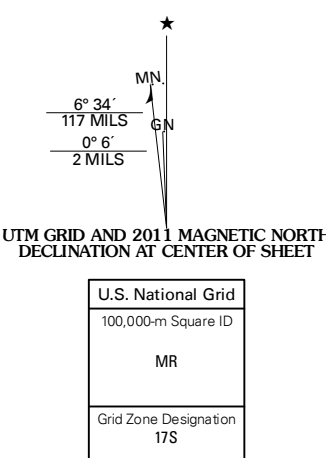 ★
MN.
6° 34´
117 MILS
GN
0° 6´
2 MILS
UTM GRID AND 2011 MAGNETIC NORTH
DECLINATION AT CENTER OF SHEET
U.S. National Grid
100,000-m Square ID
MR
Grid Zone Designation
17S